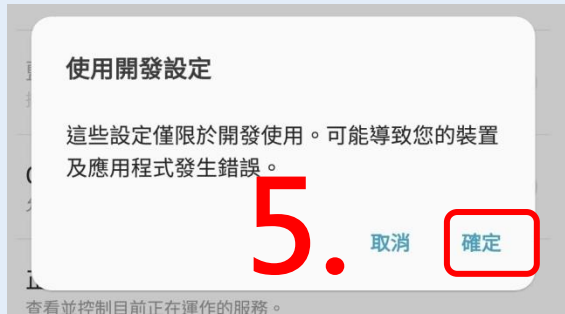 使用開發設定
這些設定僅限於開發使用。可能導致您的裝置
及應用程式發生錯誤。
5.
取消
確定
查看並控制目前正在運作的服務。